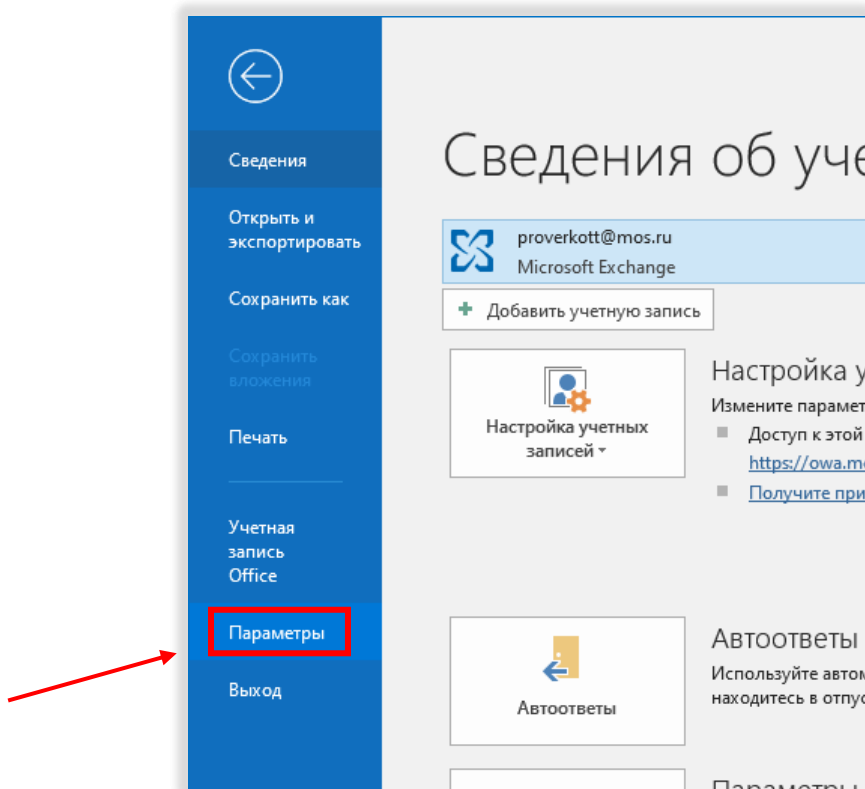 Сведения
Открыть и
экспортировать
Сохранить как
Сохранить
вложения
Печать
Учетная
запись
Office
Параметры
Выход
Сведения об уче
proverkott@mos.ru
Microsoft Exchange
Добавить учетную запись
Настройка учетных
записей
Настройка у
Измените парамет
Доступ к этой
https://owa.mo
Получите при
Автоответы
Автоответы
Используйте автом
находитесь в отпус
Параметры